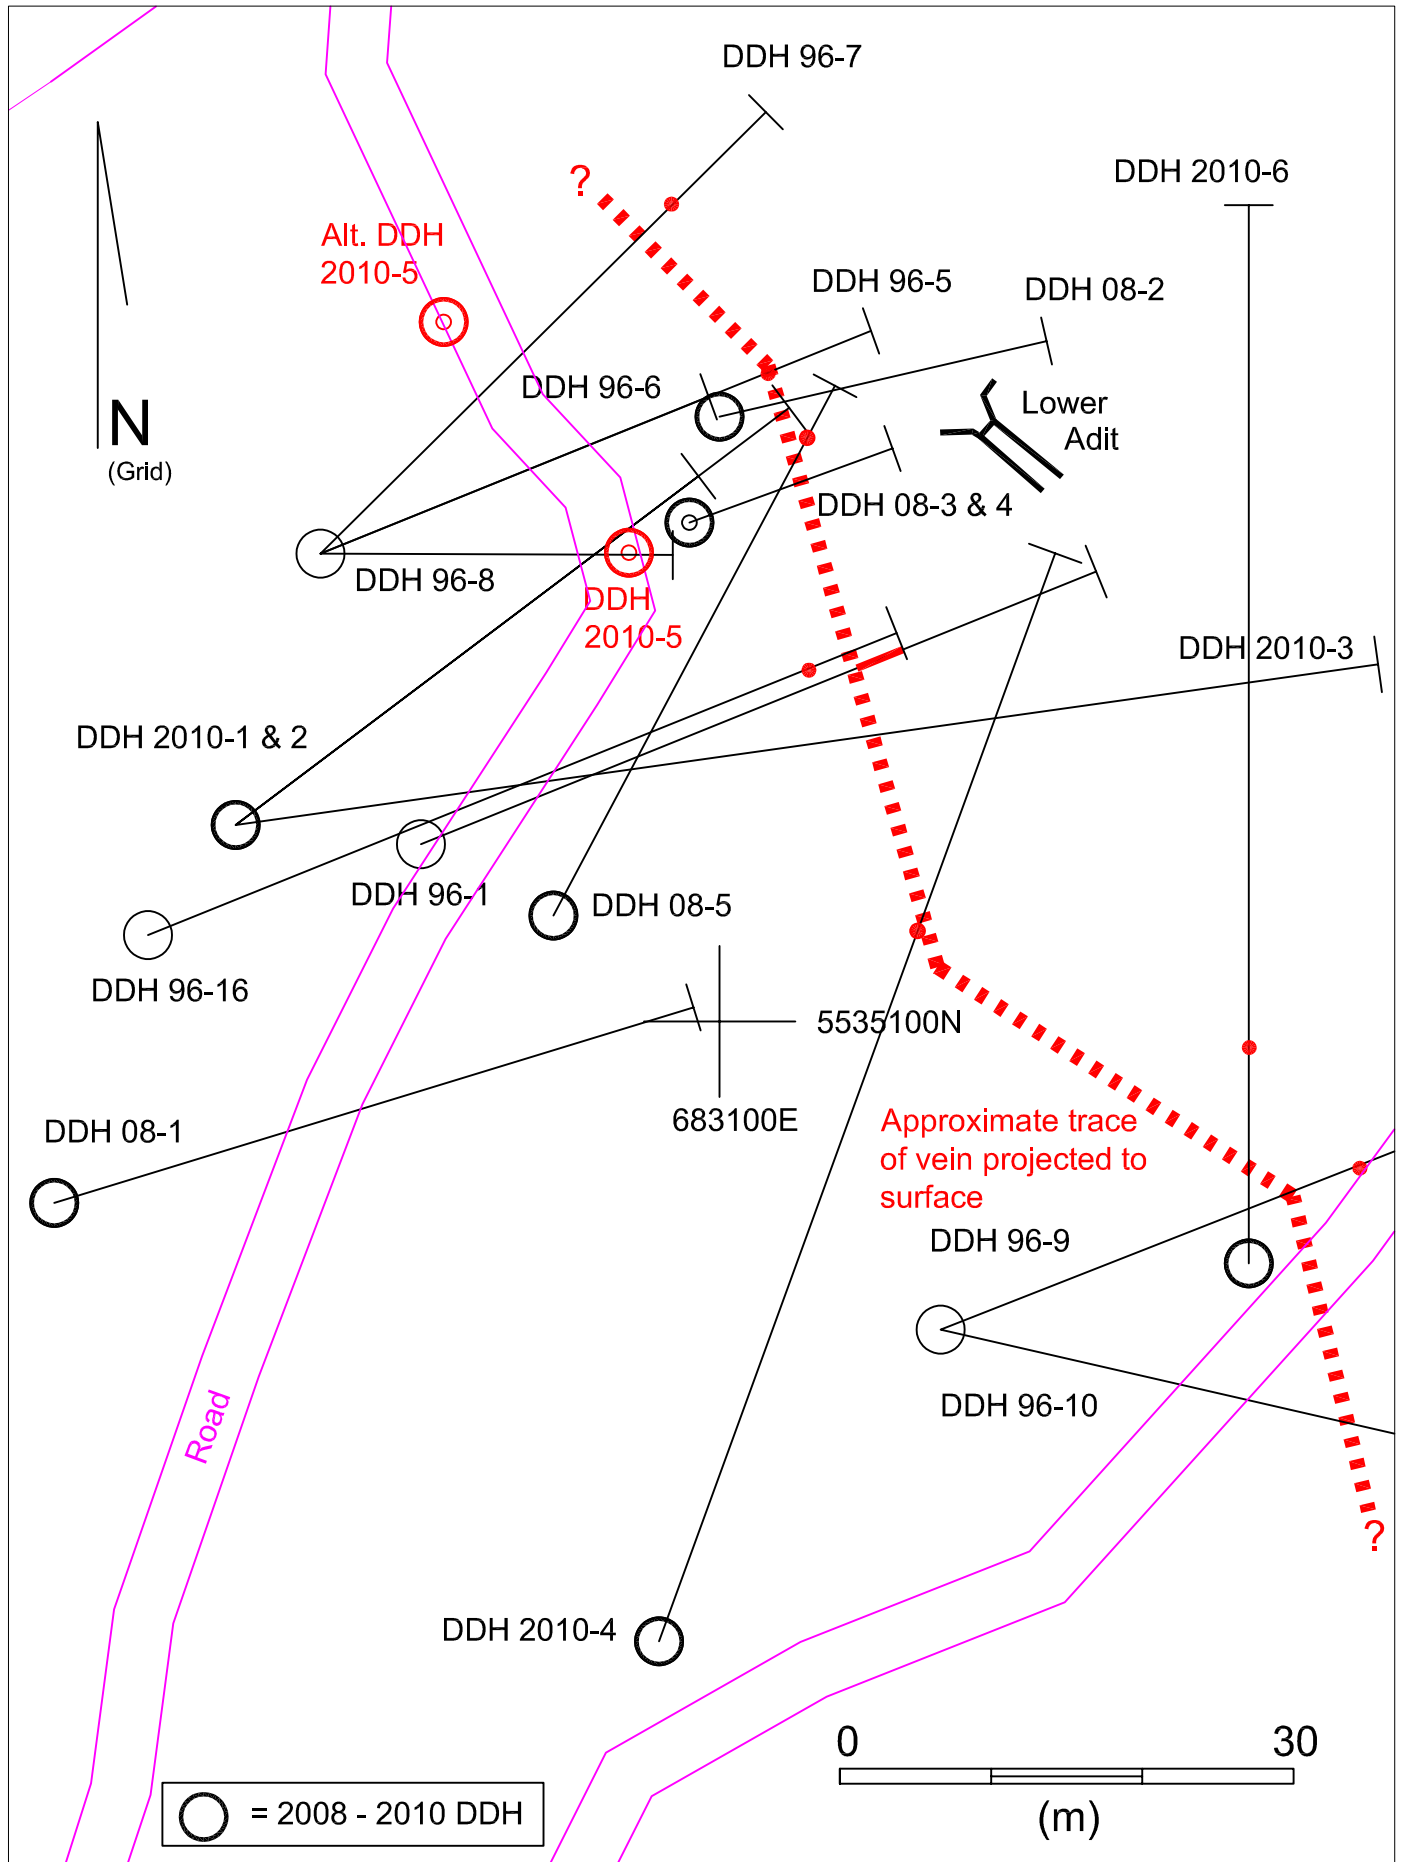 DDH 96-7
DDH 2010-6
?
Alt. DDH
2010-5
DDH 96-5
DDH 08-2
DDH 96-6
Lower
Adit
N
(Grid)
DDH 08-3 & 4
DDH 96-8
DDH
2010-5
DDH 2010-3
DDH 2010-1 & 2
DDH 96-1
DDH 08-5
DDH 96-16
5535100N
683100E
DDH 08-1
Approximate trace
of vein projected to
surface
DDH 96-9
DDH 96-10
Road
?
DDH 2010-4
0 30
(m)
= 2008 - 2010 DDH